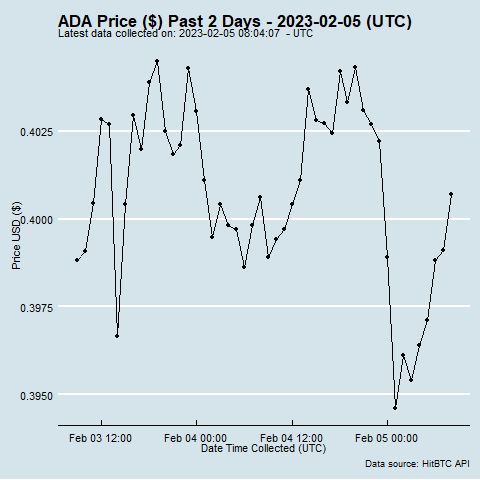 ADA Price ($) Past 2 Days - 2023-02-05 (UTC)
Latest data collected on: 2023-02-05 08:04:07 - UTC
Price USD ($)
0.4025
0.4000
0.3975
0.3950
Feb 03 12:00 Feb 04 00:00 Feb 04 12:00 Feb 05 00:00
Date Time Collected (UTC)
Data source: HitBTC API